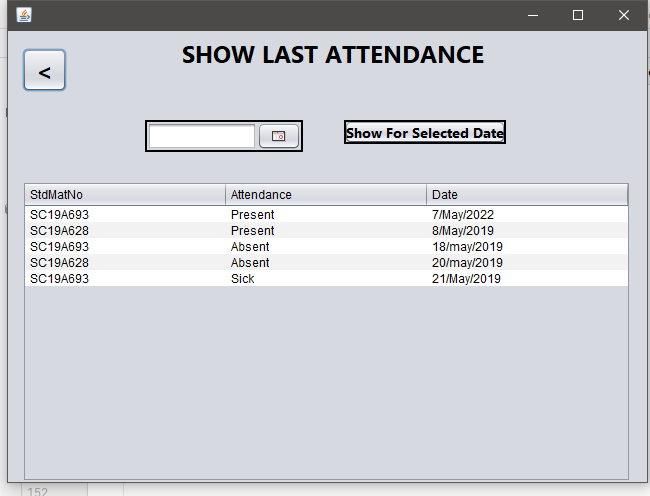 SHOW LAST ATTENDANCE
<
Show For Selected Date
StdMatNo Attendance Date
SC19A693 Present 7/May/2022
SC19A628 Present 8/May/2019
SC19A693 Absent 18/may/2019
SC19A628 Absent 20/may/2019
SC19A693 Sick 21/May/2019
152